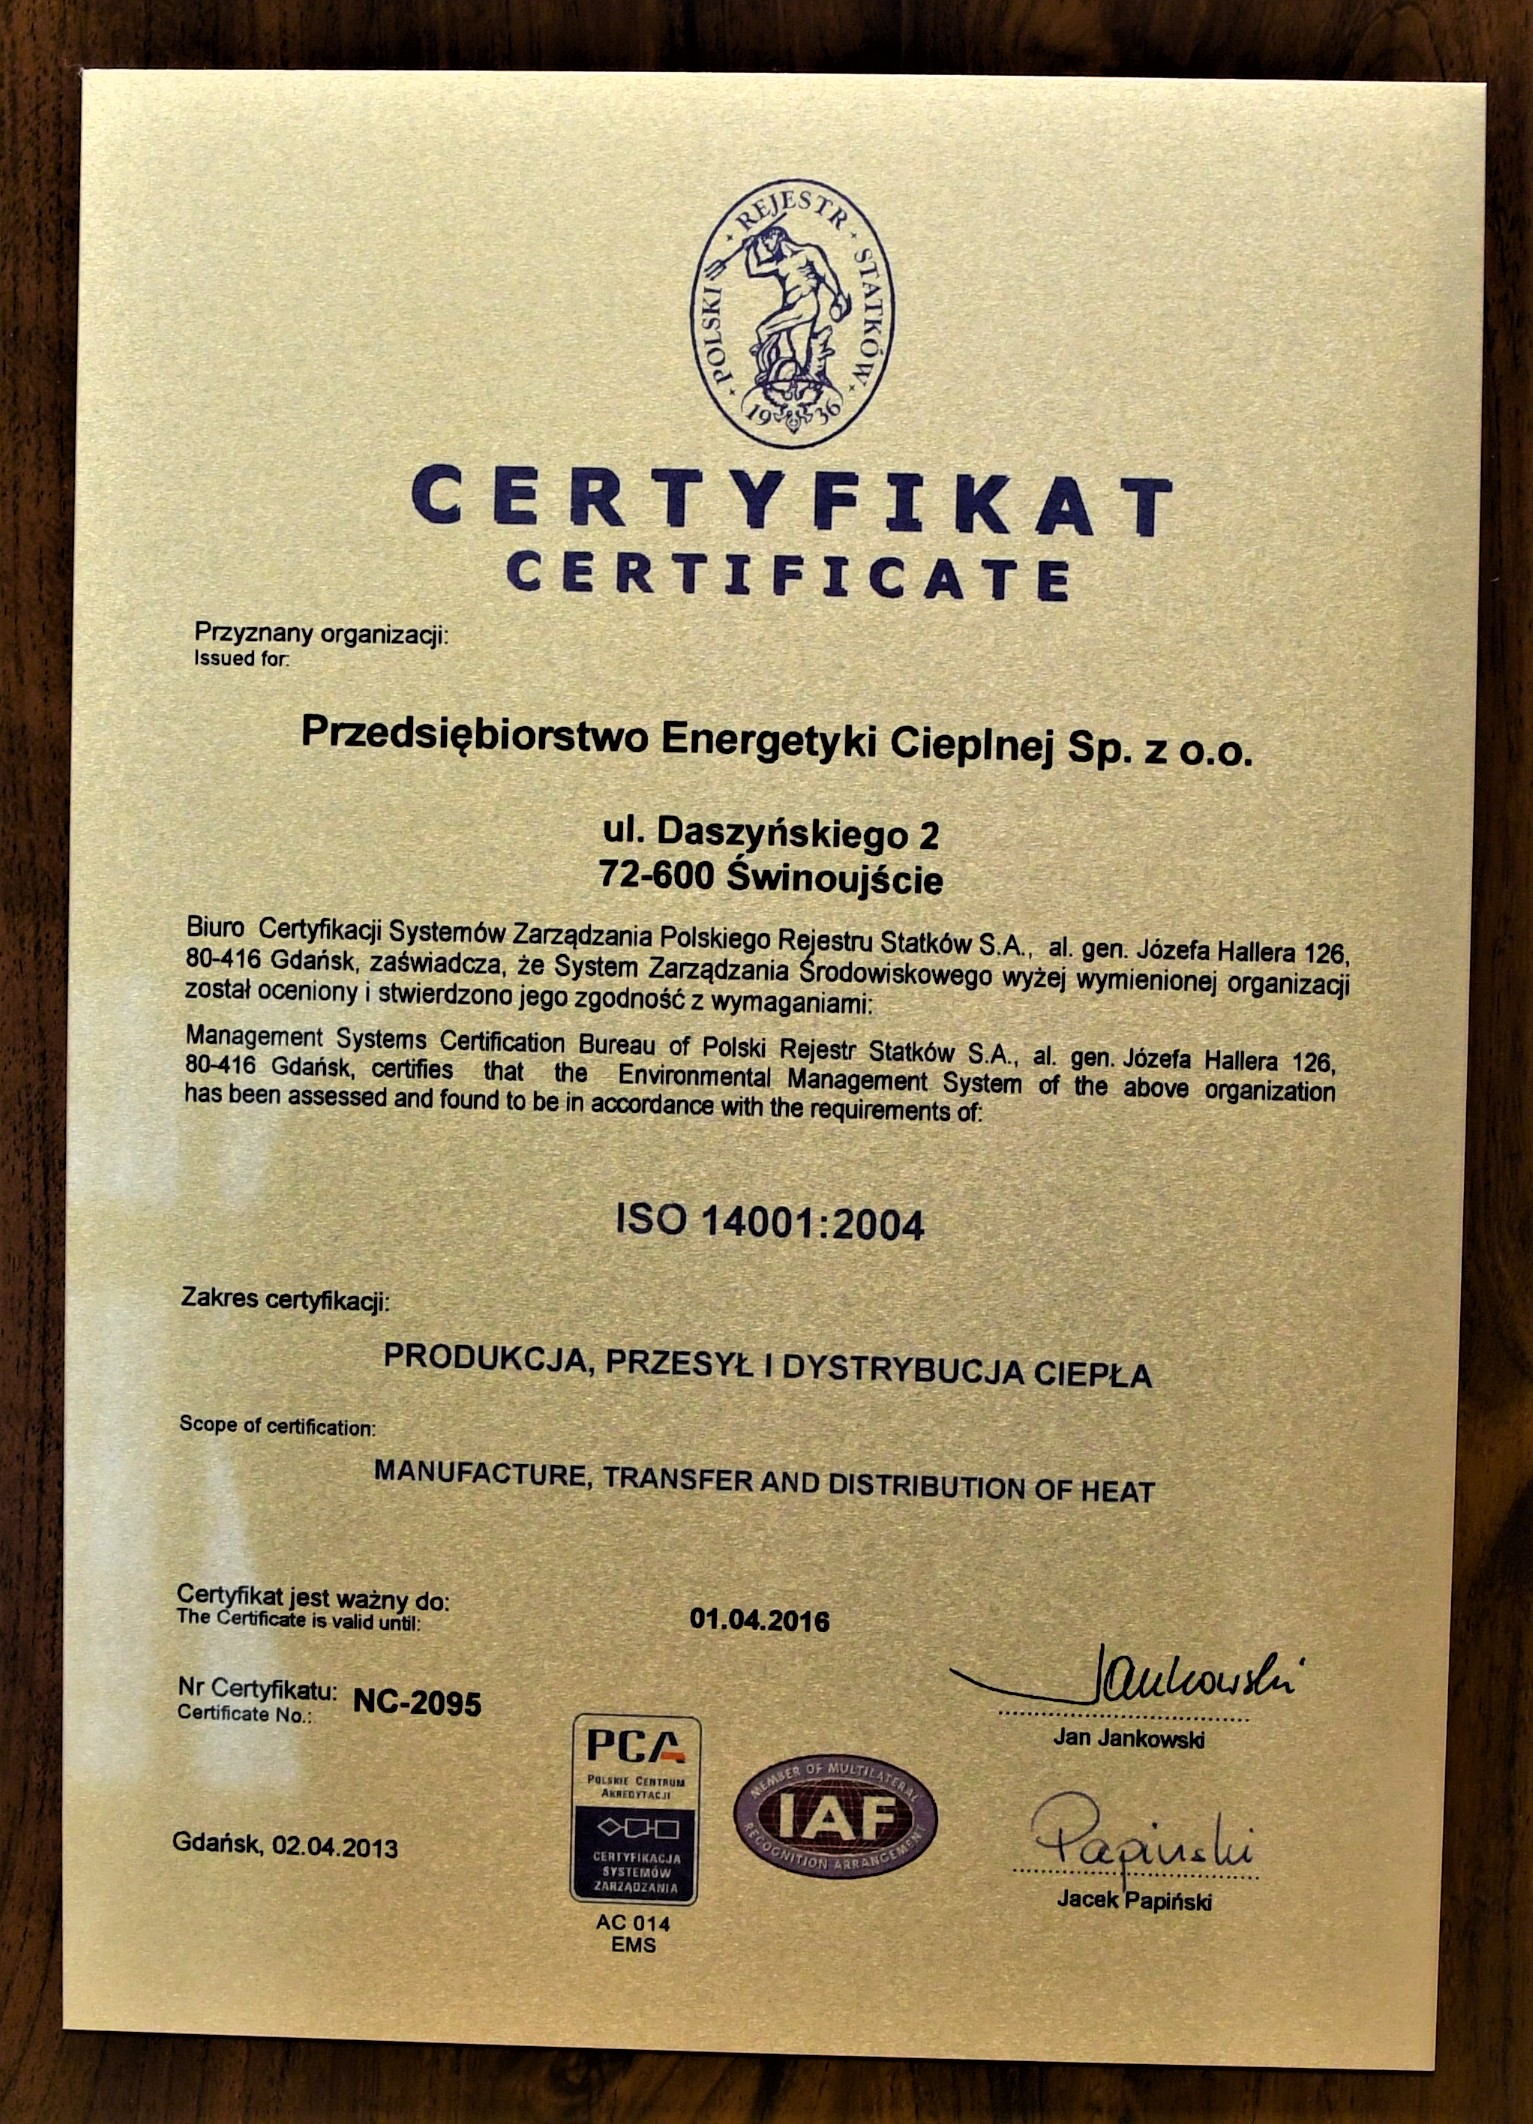 POLSKI · REJESTR · STATKÓW
1936
CERTYFIKAT
CERTIFICATE
Przyznany organizacji:
Issued for:
Przedsiębiorstwo Energetyki Cieplnej Sp. z o.o.
ul. Daszyńskiego 2
72-600 Świnoujście
Biuro Certyfikacji Systemów Zarządzania Polskiego Rejestru Statków S.A., al. gen. Józefa Hallera 126,
80-416 Gdańsk, zaświadcza, że System Zarządzania Środowiskowego wyżej wymienionej organizacji
został oceniony i stwierdzono jego zgodność z wymaganiami:
Management Systems Certification Bureau of Polski Rejestr Statków S.A., al. gen. Józefa Hallera 126,
80-416 Gdańsk, certifies that the Environmental Management System of the above organization
has been assessed and found to be in accordance with the requirements of:
ISO 14001:2004
Zakres certyfikacji:
PRODUKCJA, PRZESYŁ I DYSTRYBUCJA CIEPŁA
Scope of certification:
MANUFACTURE, TRANSFER AND DISTRIBUTION OF HEAT
Certyfikat jest ważny do:
The Certificate is valid until:
01.04.2016
Nr Certyfikatu: NC-2095
Certificate No.:
Jankowski
Jan Jankowski
PCA
POLSKIE CENTRUM
AKREDYTACJI
CERTYFIKACJA
SYSTEMÓW
ZARZĄDZANIA
AC 014
EMS
MEMBER OF MULTILATERAL
IAF
RECOGNITION ARRANGEMENT
Papiński
Jacek Papiński
Gdańsk, 02.04.2013